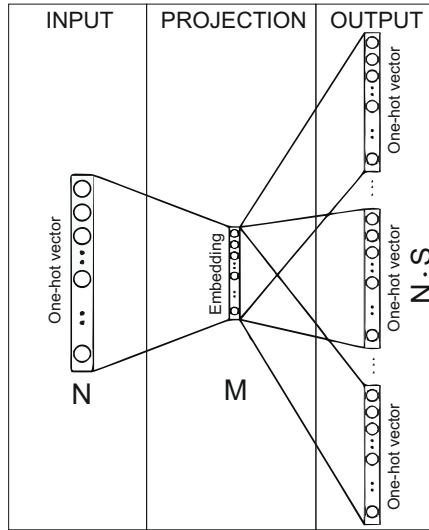 INPUT
PROJECTION
OUTPUT
One-hot vector
N
Embedding
M
One-hot vector
One-hot vector
One-hot vector
N·S